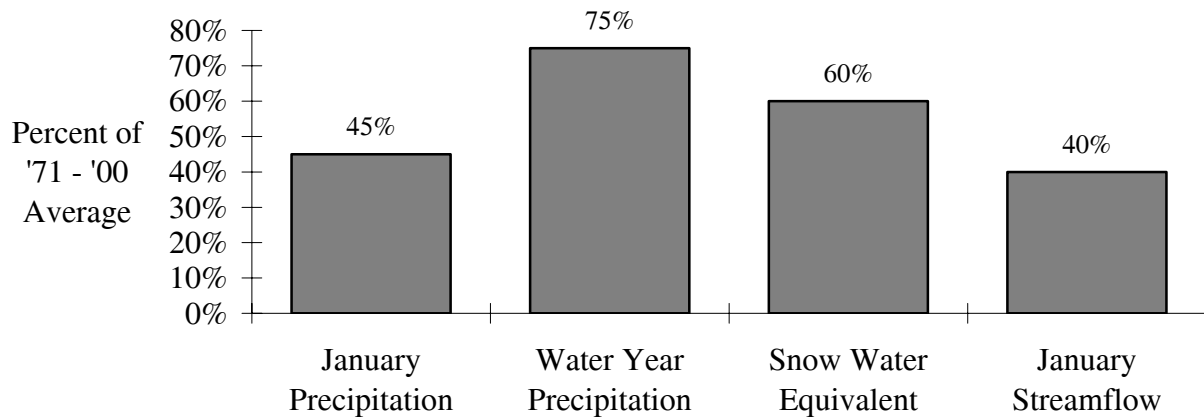 80%
70%
60%
50%
40%
30%
20%
10%
0%
Percent of
'71 - '00
Average
45%
75%
60%
40%
January
Precipitation
Water Year
Precipitation
Snow Water
Equivalent
January
Streamflow